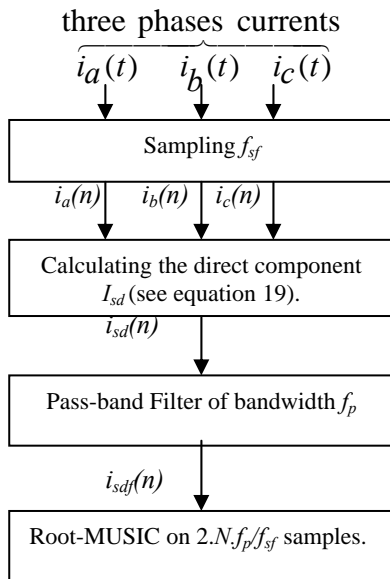 three phases currents
i_a(t) i_b(t) i_c(t)
Sampling f_sf
i_a(n) i_b(n) i_c(n)
Calculating the direct component
I_sd (see equation 19).
i_sd(n)
Pass-band Filter of bandwidth f_p
i_sdf(n)
Root-MUSIC on 2.N.f_p/f_sf samples.